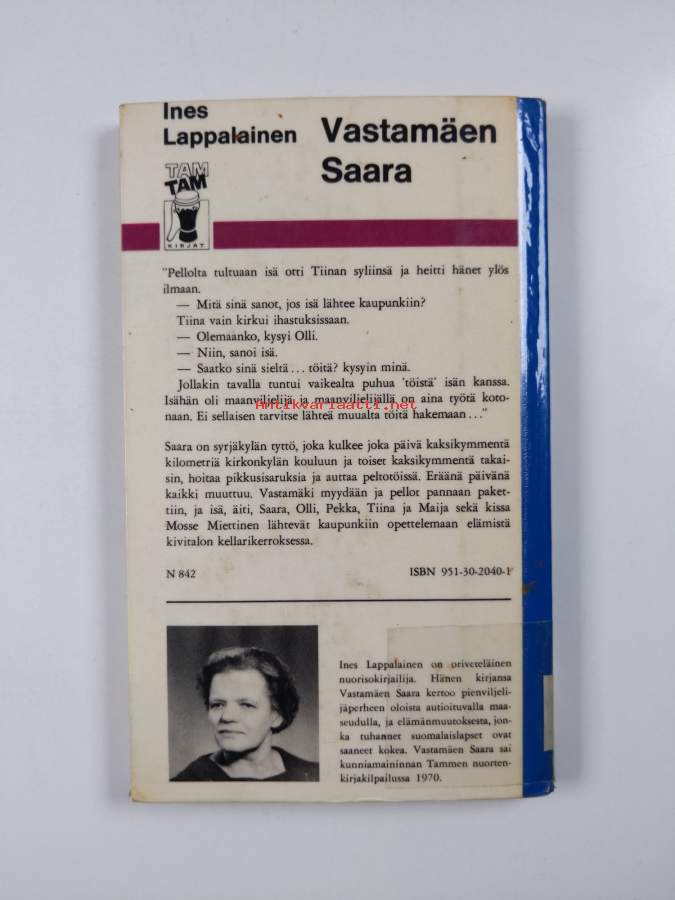 Ines
Lappalainen
Vastamäen
Saara
TAM
TAM
KIRJAT
"Pellolta tultuaan isä otti Tiinan syliinsä ja heitti hänet ylös
ilmaan.
— Mitä sinä sanot, jos isä lähtee kaupunkiin?
Tiina vain kirkui ihastuksissaan.
— Olemaanko, kysyi Olli.
— Niin, sanoi isä.
— Saatko sinä sieltä ... töitä? kysyin minä.
Jollakin tavalla tuntui vaikealta puhua 'töistä' isän kanssa.
Isähän oli maanviljelijä ja maanviljelijällä on aina työtä koto-
naan. Ei sellaisen tarvitse lähteä muualta töitä hakemaan ..."
Antikvariaatti.net
Saara on syrjäkylän tyttö, joka kulkee joka päivä kaksikymmentä
kilometriä kirkonkylän kouluun ja toiset kaksikymmentä takai-
sin, hoitaa pikkusisaruksia ja auttaa peltotöissä. Eräänä päivänä
kaikki muuttuu. Vastamäki myydään ja pellot pannaan paket-
tiin, ja isä, äiti, Saara, Olli, Pekka, Tiina ja Maija sekä kissa
Mosse Miettinen lähtevät kaupunkiin opettelemaan elämistä
kivitalon kellarikerroksessa.
N 842
ISBN 951-30-2040-1
Ines Lappalainen on oriveteläinen
nuorisokirjailija. Hänen kirjansa
Vastamäen Saara kertoo pienviljeli-
jäperheen oloista autioituvalla maa-
seudulla, ja elämänmuutoksesta, jon-
ka tuhannet suomalaislapset ovat
saaneet kokea. Vastamäen Saara sai
kunniamaininnan Tammen nuorten-
kirjakilpailussa 1970.